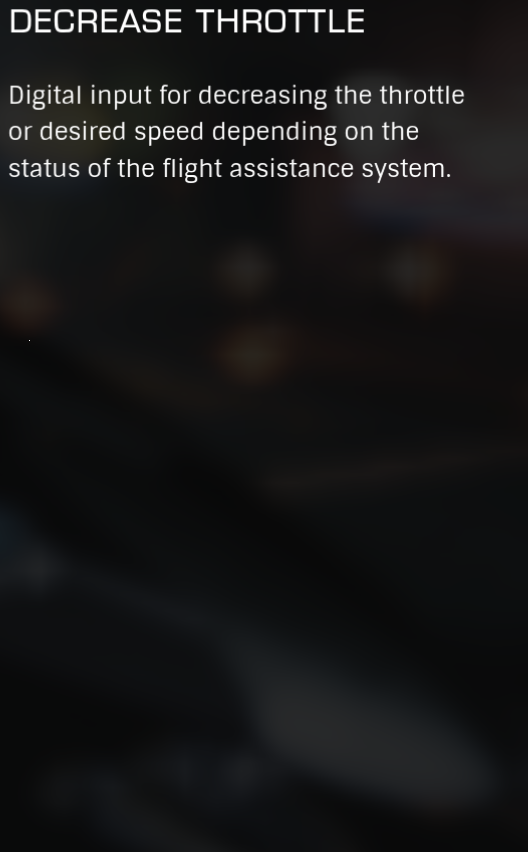 DECREASE THROTTLE
Digital input for decreasing the throttle
or desired speed depending on the
status of the flight assistance system.